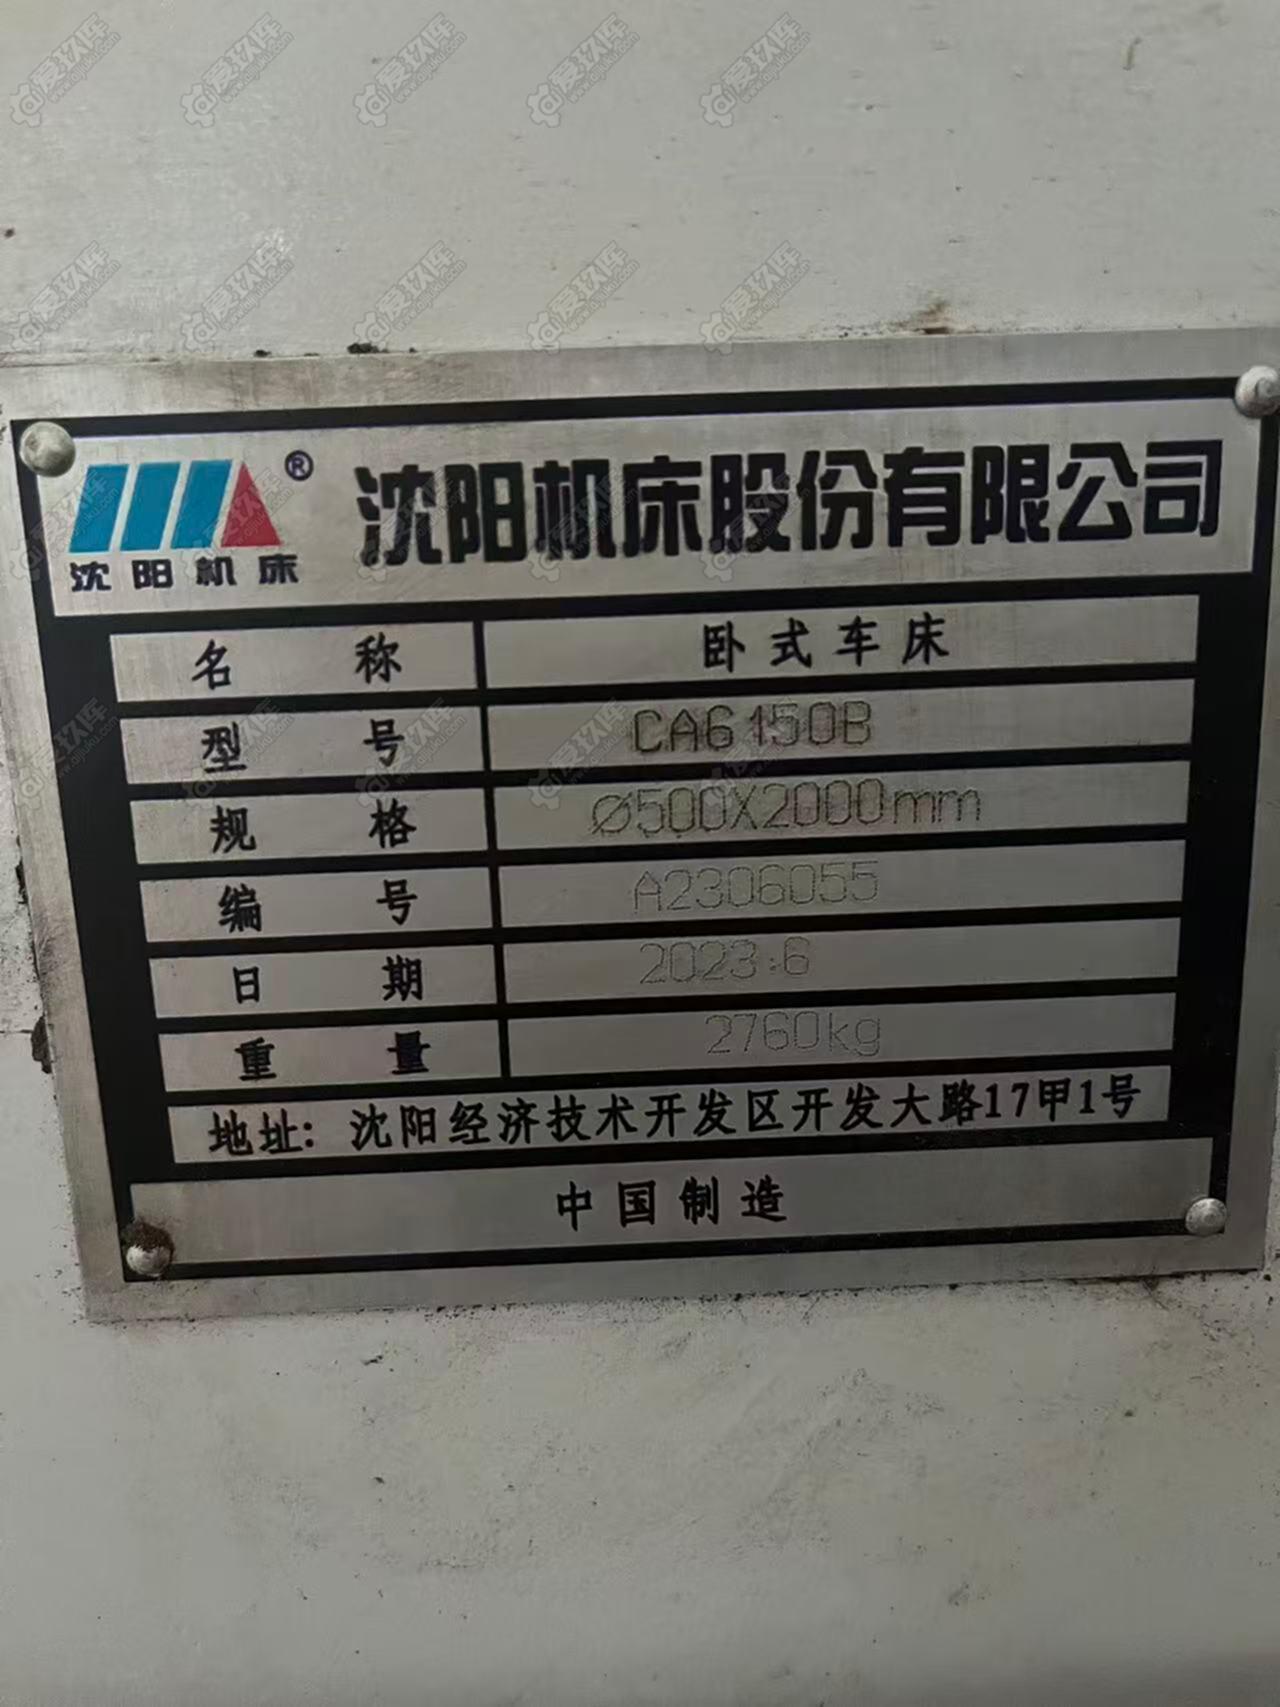 沈阳机床® 沈阳机床股份有限公司
名称 卧式车床
型号 CA6150B
规格 Ø500X2000mm
编号 A2306055
日期 2023.6
重量 2760kg
地址：沈阳经济技术开发区开发大路17甲1号
中国制造